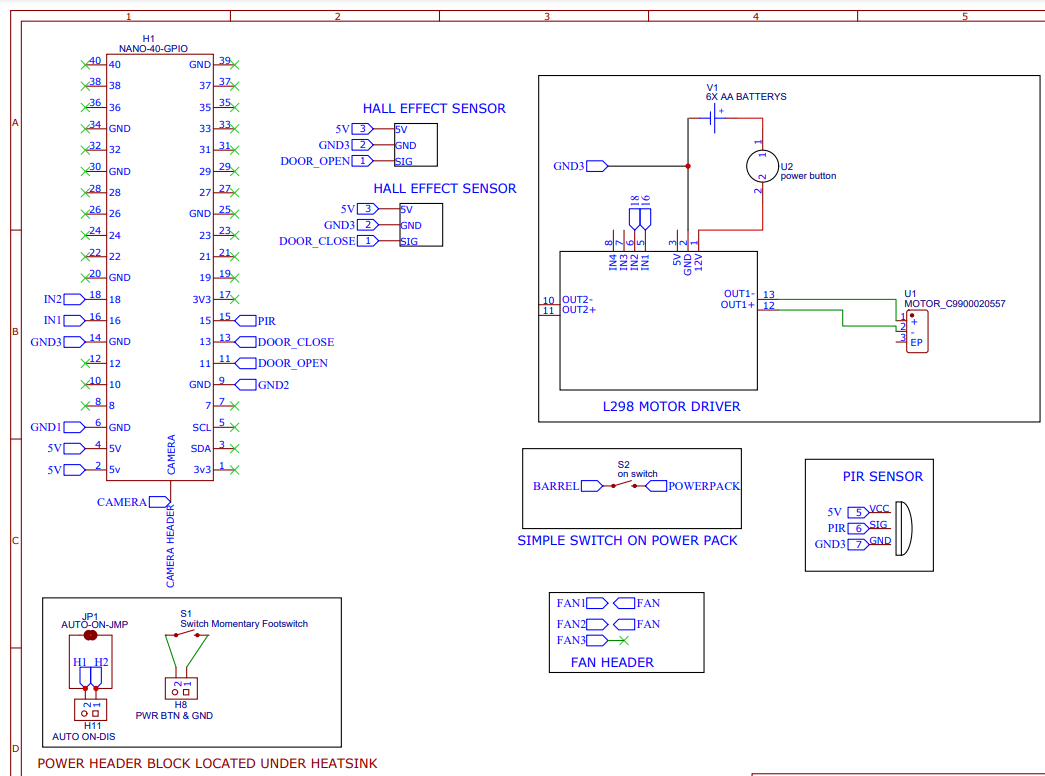 1 2 3 4 5
A
B
C
D
H1
NANO-40-GPIO
40 40 GND 39
38 38 37 37
36 36 35 35
34 GND 33 33
32 32 31 31
30 GND 29 29
28 28 27 27
26 26 GND 25
24 24 23 23
22 22 21 21
20 GND 19 19
IN2 18 18 3V3 17
IN1 16 16 15 15 PIR
GND3 14 GND 13 13 DOOR_CLOSE
12 12 11 11 DOOR_OPEN
10 10 GND 9 GND2
8 8 7 7
GND1 6 GND SCL 5
5V 4 5V SDA 3
5V 2 5v 3v3 1
CAMERA
CAMERA
CAMERA HEADER
HALL EFFECT SENSOR
5V 3 5V
GND3 2 GND
DOOR_OPEN 1 SIG
HALL EFFECT SENSOR
5V 3 5V
GND3 2 GND
DOOR_CLOSE 1 SIG
V1
6X AA BATTERYS
+
GND3
1
1
U2
power button
2
2
18 16
8 7 6 5 3 2 1
IN4 IN3 IN2 IN1 5V GND 12V
10 OUT2-
11 OUT2+
OUT1- 13
OUT1+ 12
U1
MOTOR_C9900020557
1 +
2 -
3 EP
L298 MOTOR DRIVER
S2
on switch
BARREL POWERPACK
SIMPLE SWITCH ON POWER PACK
PIR SENSOR
5V 5 VCC
PIR 6 SIG
GND3 7 GND
FAN1 FAN
FAN2 FAN
FAN3
FAN HEADER
JP1
AUTO-ON-JMP
H1 H2
2 1
H11
AUTO ON-DIS
S1
Switch Momentary Footswitch
2 1
H8
PWR BTN & GND
POWER HEADER BLOCK LOCATED UNDER HEATSINK